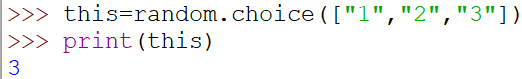 >>> this=random.choice(["1","2","3"])
>>> print(this)
3